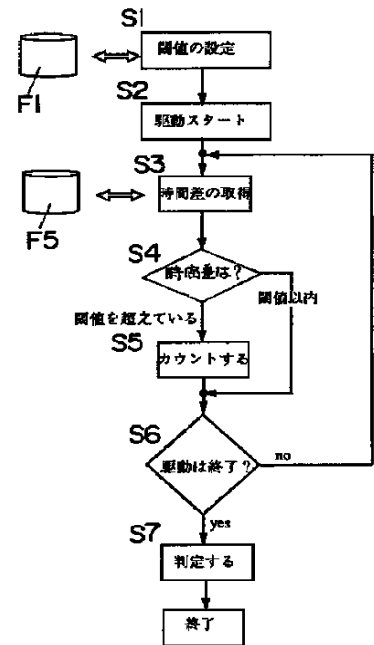 S1
閾値の設定
F1
S2
駆動スタート
S3
時間差の取得
F5
S4
時間差は？
閾値以内
閾値を超えている
S5
カウントする
S6
駆動は終了？
no
yes
S7
判定する
終了